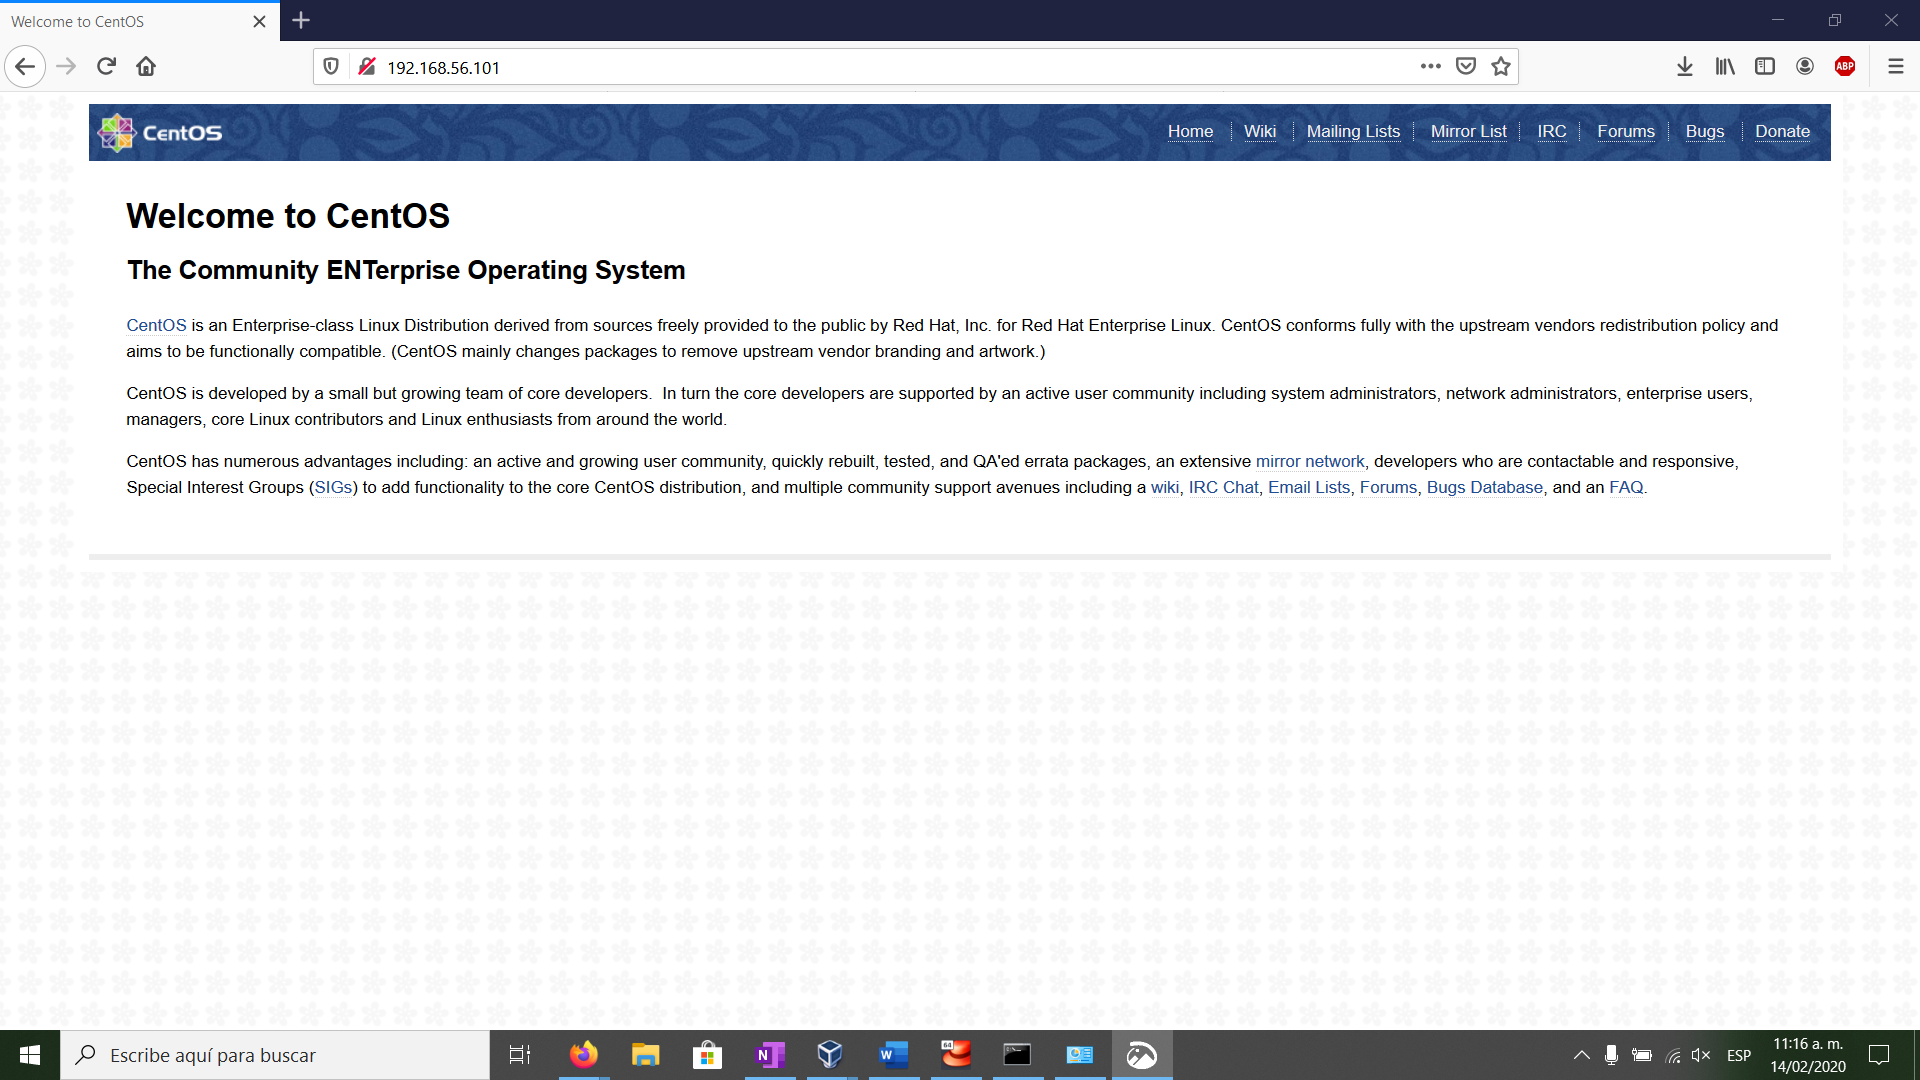 Welcome to CentOS
192.168.56.101
ABP
CentOS
Home Wiki Mailing Lists Mirror List IRC Forums Bugs Donate
Welcome to CentOS
The Community ENTerprise Operating System
CentOS is an Enterprise-class Linux Distribution derived from sources freely provided to the public by Red Hat, Inc. for Red Hat Enterprise Linux. CentOS conforms fully with the upstream vendors redistribution policy and
aims to be functionally compatible. (CentOS mainly changes packages to remove upstream vendor branding and artwork.)
CentOS is developed by a small but growing team of core developers.  In turn the core developers are supported by an active user community including system administrators, network administrators, enterprise users,
managers, core Linux contributors and Linux enthusiasts from around the world.
CentOS has numerous advantages including: an active and growing user community, quickly rebuilt, tested, and QA'ed errata packages, an extensive mirror network, developers who are contactable and responsive,
Special Interest Groups (SIGs) to add functionality to the core CentOS distribution, and multiple community support avenues including a wiki, IRC Chat, Email Lists, Forums, Bugs Database, and an FAQ.
Escribe aquí para buscar
N
W
64
ESP
11:16 a. m.
14/02/2020